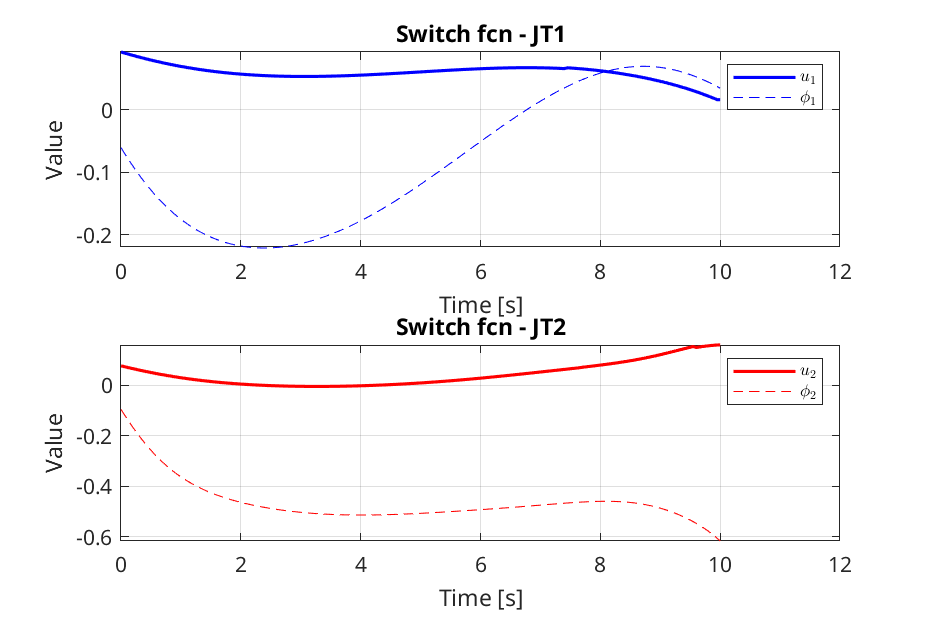 Switch fcn - JT1
Value
0
-0.1
-0.2
u₁
ϕ₁
0 2 4 6 8 10 12
Time [s]
Switch fcn - JT2
Value
0
-0.2
-0.4
-0.6
u₂
ϕ₂
0 2 4 6 8 10 12
Time [s]